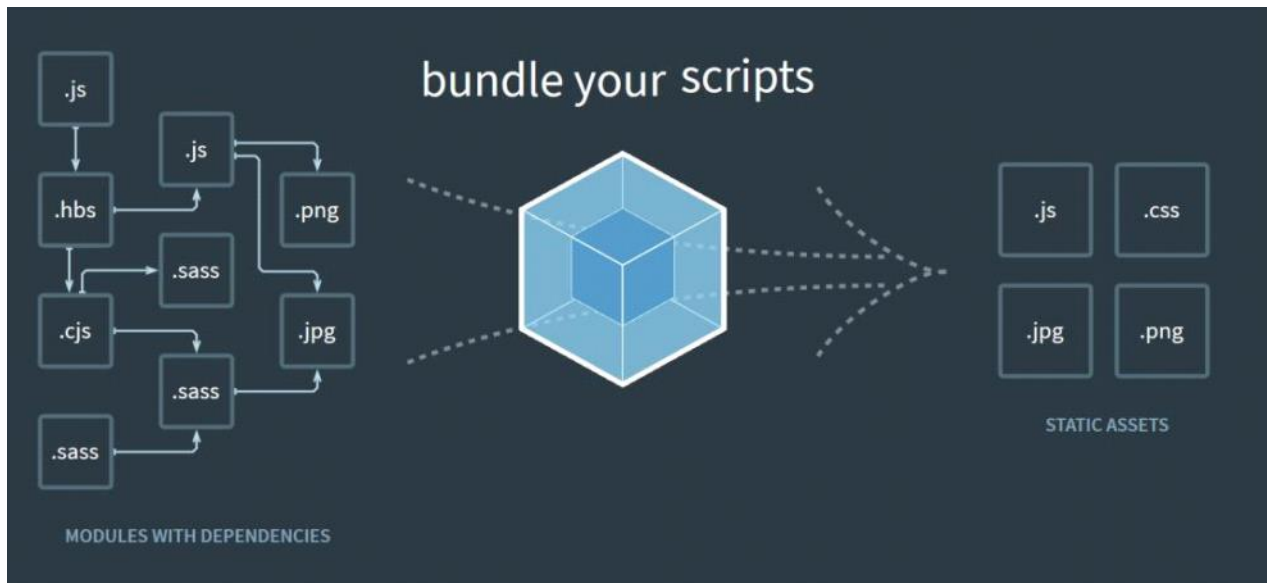 bundle your scripts
.js
.js
.hbs
.png
.sass
.cjs
.jpg
.sass
.sass
MODULES WITH DEPENDENCIES
.js
.css
.jpg
.png
STATIC ASSETS